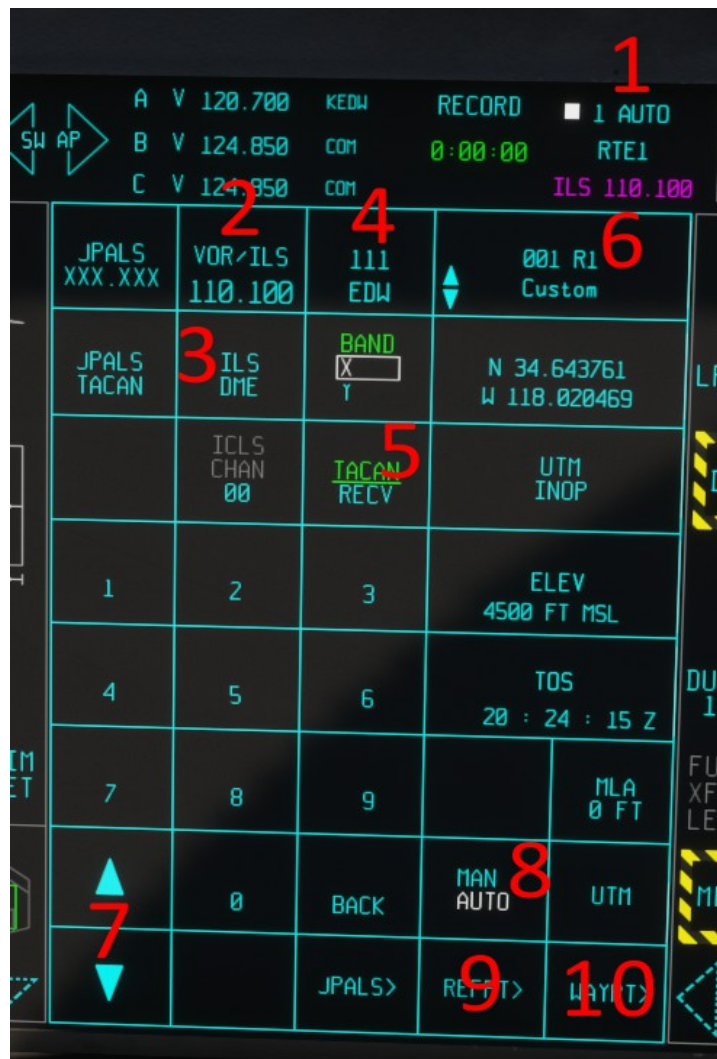 1
A V 120.700 KEDW RECORD 1 AUTO
SW AP B V 124.850 COM 0:00:00 RTE1
C V 124.850 COM ILS 110.100
2 4 6
JPALS VOR/ILS 111 001 R1
XXX.XXX 110.100 EDW Custom
3
BAND
JPALS ILS X N 34.643761
TACAN DME Y W 118.020469
5
ICLS
CHAN TACAN UTM
00 RECV INOP
1 2 3 ELEV
4500 FT MSL
4 5 6 TOS
20 : 24 : 15 Z
7 8 9 MLA
0 FT
8
MAN
0 BACK AUTO UTM
7 9 10
JPALS> REFPT> WAYPT>